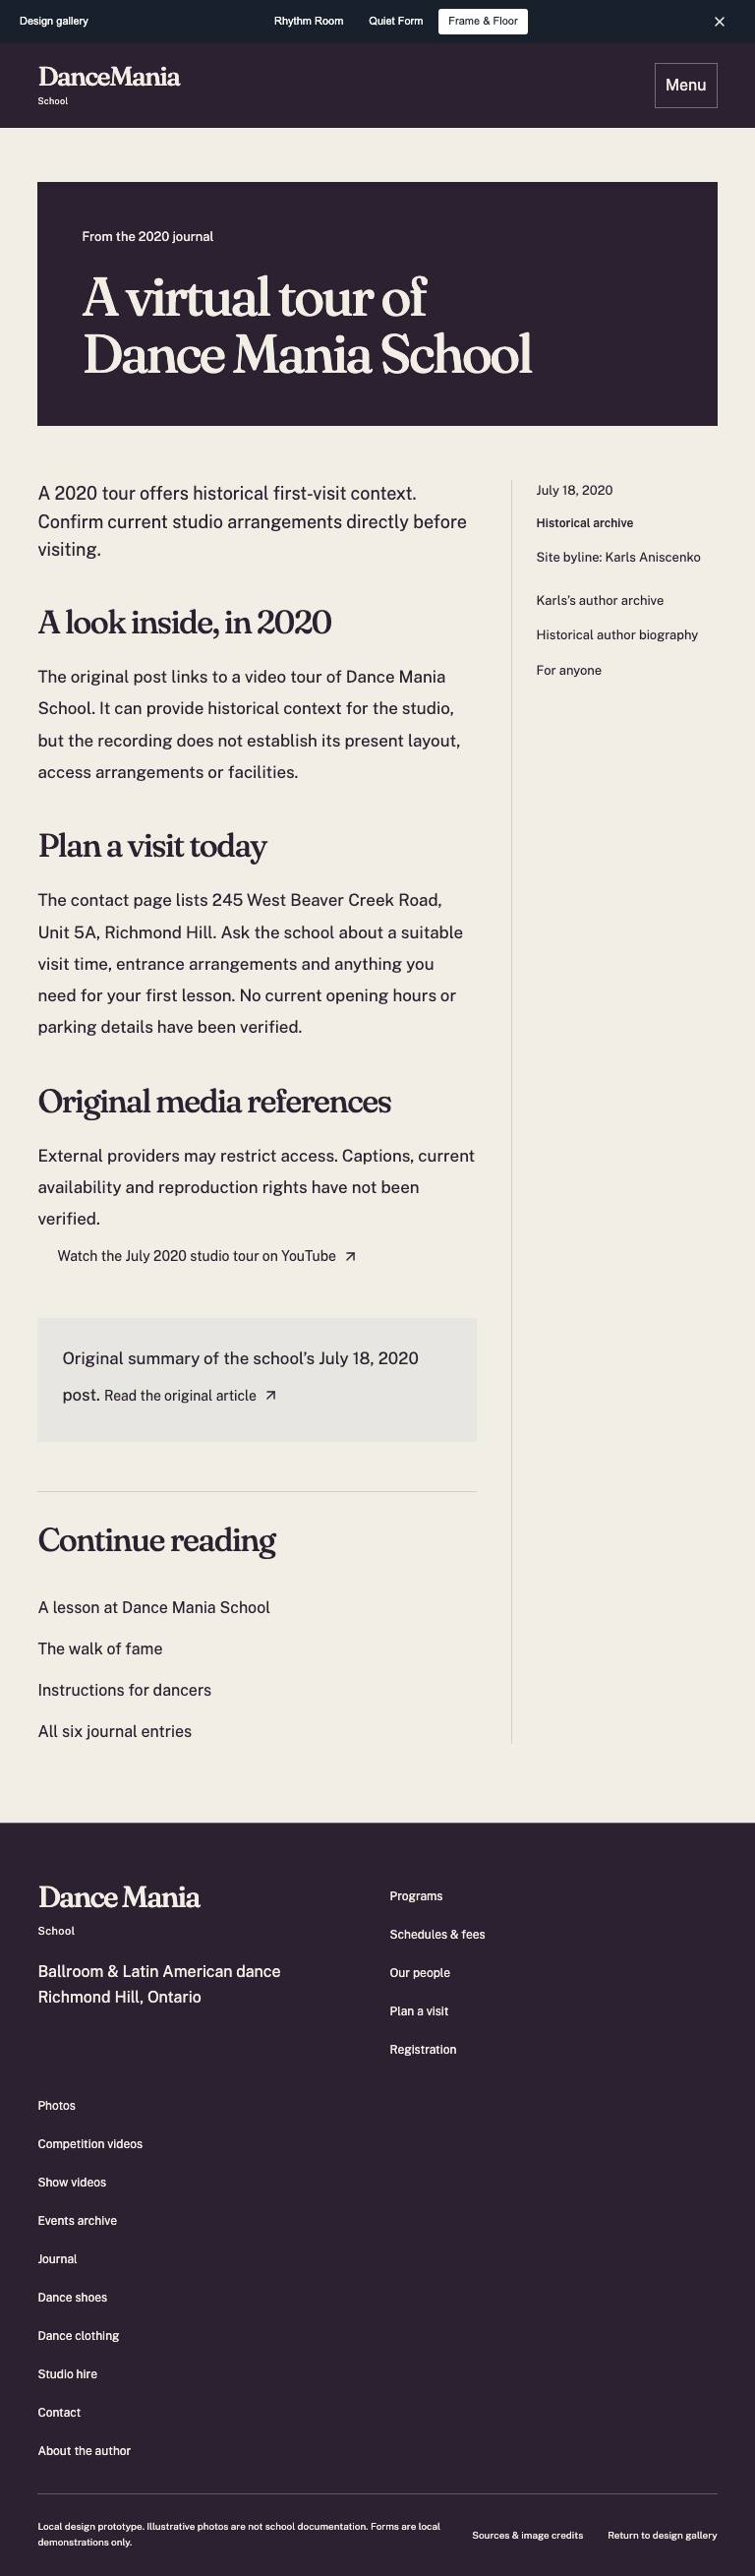 Design gallery
Rhythm Room
Quiet Form
Frame & Floor
DanceMania
School
Menu
From the 2020 journal
A virtual tour of
Dance Mania School
A 2020 tour offers historical first-visit context.
Confirm current studio arrangements directly before
visiting.
A look inside, in 2020
The original post links to a video tour of Dance Mania
School. It can provide historical context for the studio,
but the recording does not establish its present layout,
access arrangements or facilities.
Plan a visit today
The contact page lists 245 West Beaver Creek Road,
Unit 5A, Richmond Hill. Ask the school about a suitable
visit time, entrance arrangements and anything you
need for your first lesson. No current opening hours or
parking details have been verified.
Original media references
External providers may restrict access. Captions, current
availability and reproduction rights have not been
verified.
Watch the July 2020 studio tour on YouTube
Original summary of the school’s July 18, 2020
post. Read the original article
Continue reading
A lesson at Dance Mania School
The walk of fame
Instructions for dancers
All six journal entries
July 18, 2020
Historical archive
Site byline: Karls Aniscenko
Karls’s author archive
Historical author biography
For anyone
Dance Mania
School
Ballroom & Latin American dance
Richmond Hill, Ontario
Programs
Schedules & fees
Our people
Plan a visit
Registration
Photos
Competition videos
Show videos
Events archive
Journal
Dance shoes
Dance clothing
Studio hire
Contact
About the author
Local design prototype. Illustrative photos are not school documentation. Forms are local
demonstrations only.
Sources & image credits
Return to design gallery